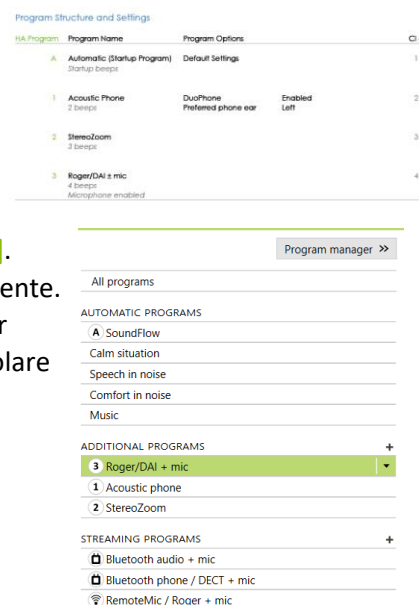 Program Structure and Settings
HA Program Program Name Program Options CI
A Automatic (Startup Program) Default Settings 1
Startup beeps
1 Acoustic Phone DuoPhone Enabled 2
2 beeps Preferred phone ear Left
2 StereoZoom 3
3 beeps
3 Roger/DAI ± mic 4
4 beeps
Microphone enabled
].
ente.
r
olare
Program manager »
All programs
AUTOMATIC PROGRAMS
A SoundFlow
Calm situation
Speech in noise
Comfort in noise
Music
ADDITIONAL PROGRAMS +
3 Roger/DAI + mic
1 Acoustic phone
2 StereoZoom
STREAMING PROGRAMS +
Bluetooth audio + mic
Bluetooth phone / DECT + mic
RemoteMic / Roger + mic